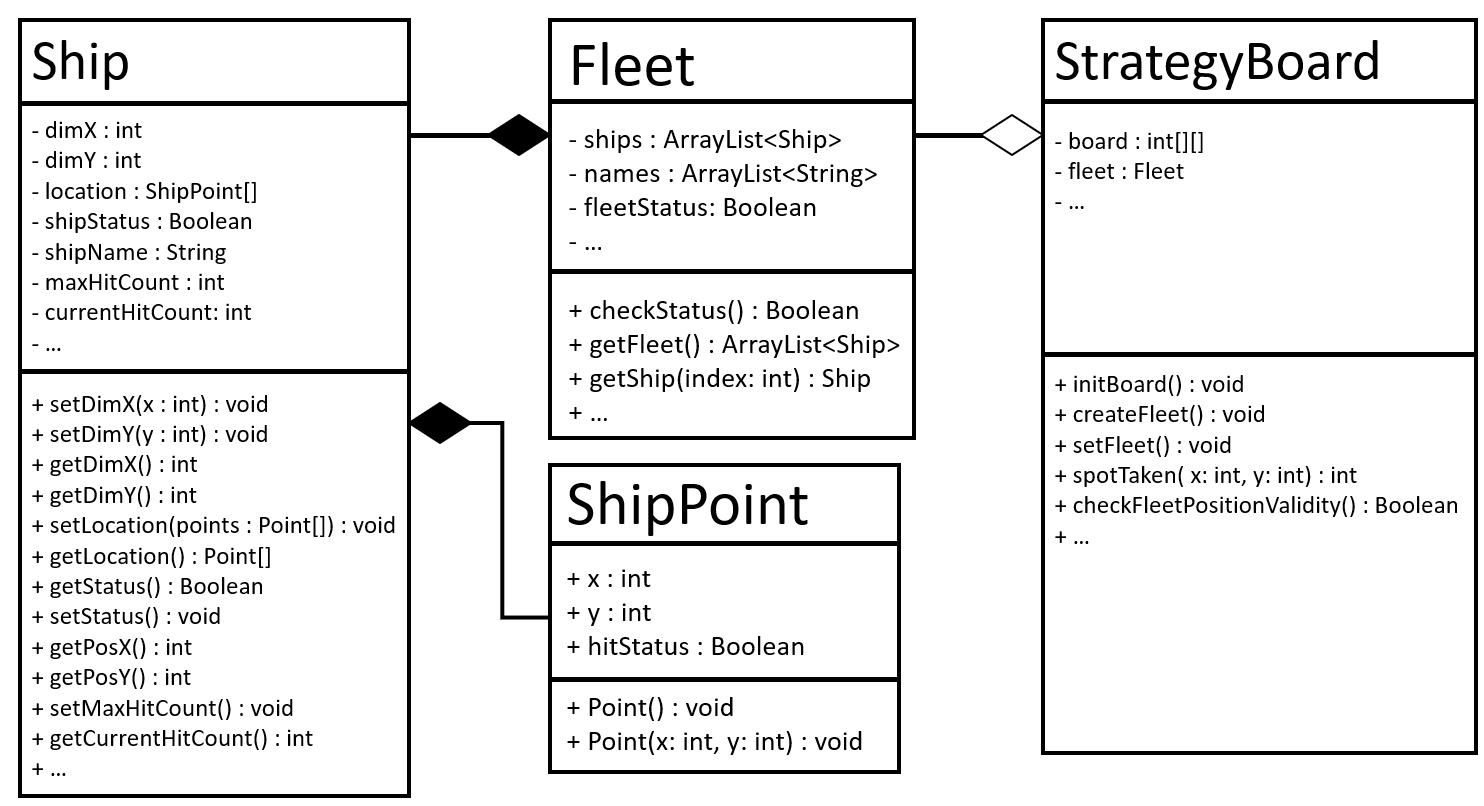 Ship
- dimX : int
- dimY : int
- location : ShipPoint[]
- shipStatus : Boolean
- shipName : String
- maxHitCount : int
- currentHitCount: int
- ...
+ setDimX(x : int) : void
+ setDimY(y : int) : void
+ getDimX() : int
+ getDimY() : int
+ setLocation(points : Point[]) : void
+ getLocation() : Point[]
+ getStatus() : Boolean
+ setStatus() : void
+ getPosX() : int
+ getPosY() : int
+ setMaxHitCount() : void
+ getCurrentHitCount() : int
+ ...
Fleet
- ships : ArrayList<Ship>
- names : ArrayList<String>
- fleetStatus: Boolean
- ...
+ checkStatus() : Boolean
+ getFleet() : ArrayList<Ship>
+ getShip(index: int) : Ship
+ ...
ShipPoint
+ x : int
+ y : int
+ hitStatus : Boolean
+ Point() : void
+ Point(x: int, y: int) : void
StrategyBoard
- board : int[][]
- fleet : Fleet
- ...
+ initBoard() : void
+ createFleet() : void
+ setFleet() : void
+ spotTaken( x: int, y: int) : int
+ checkFleetPositionValidity() : Boolean
+ ...